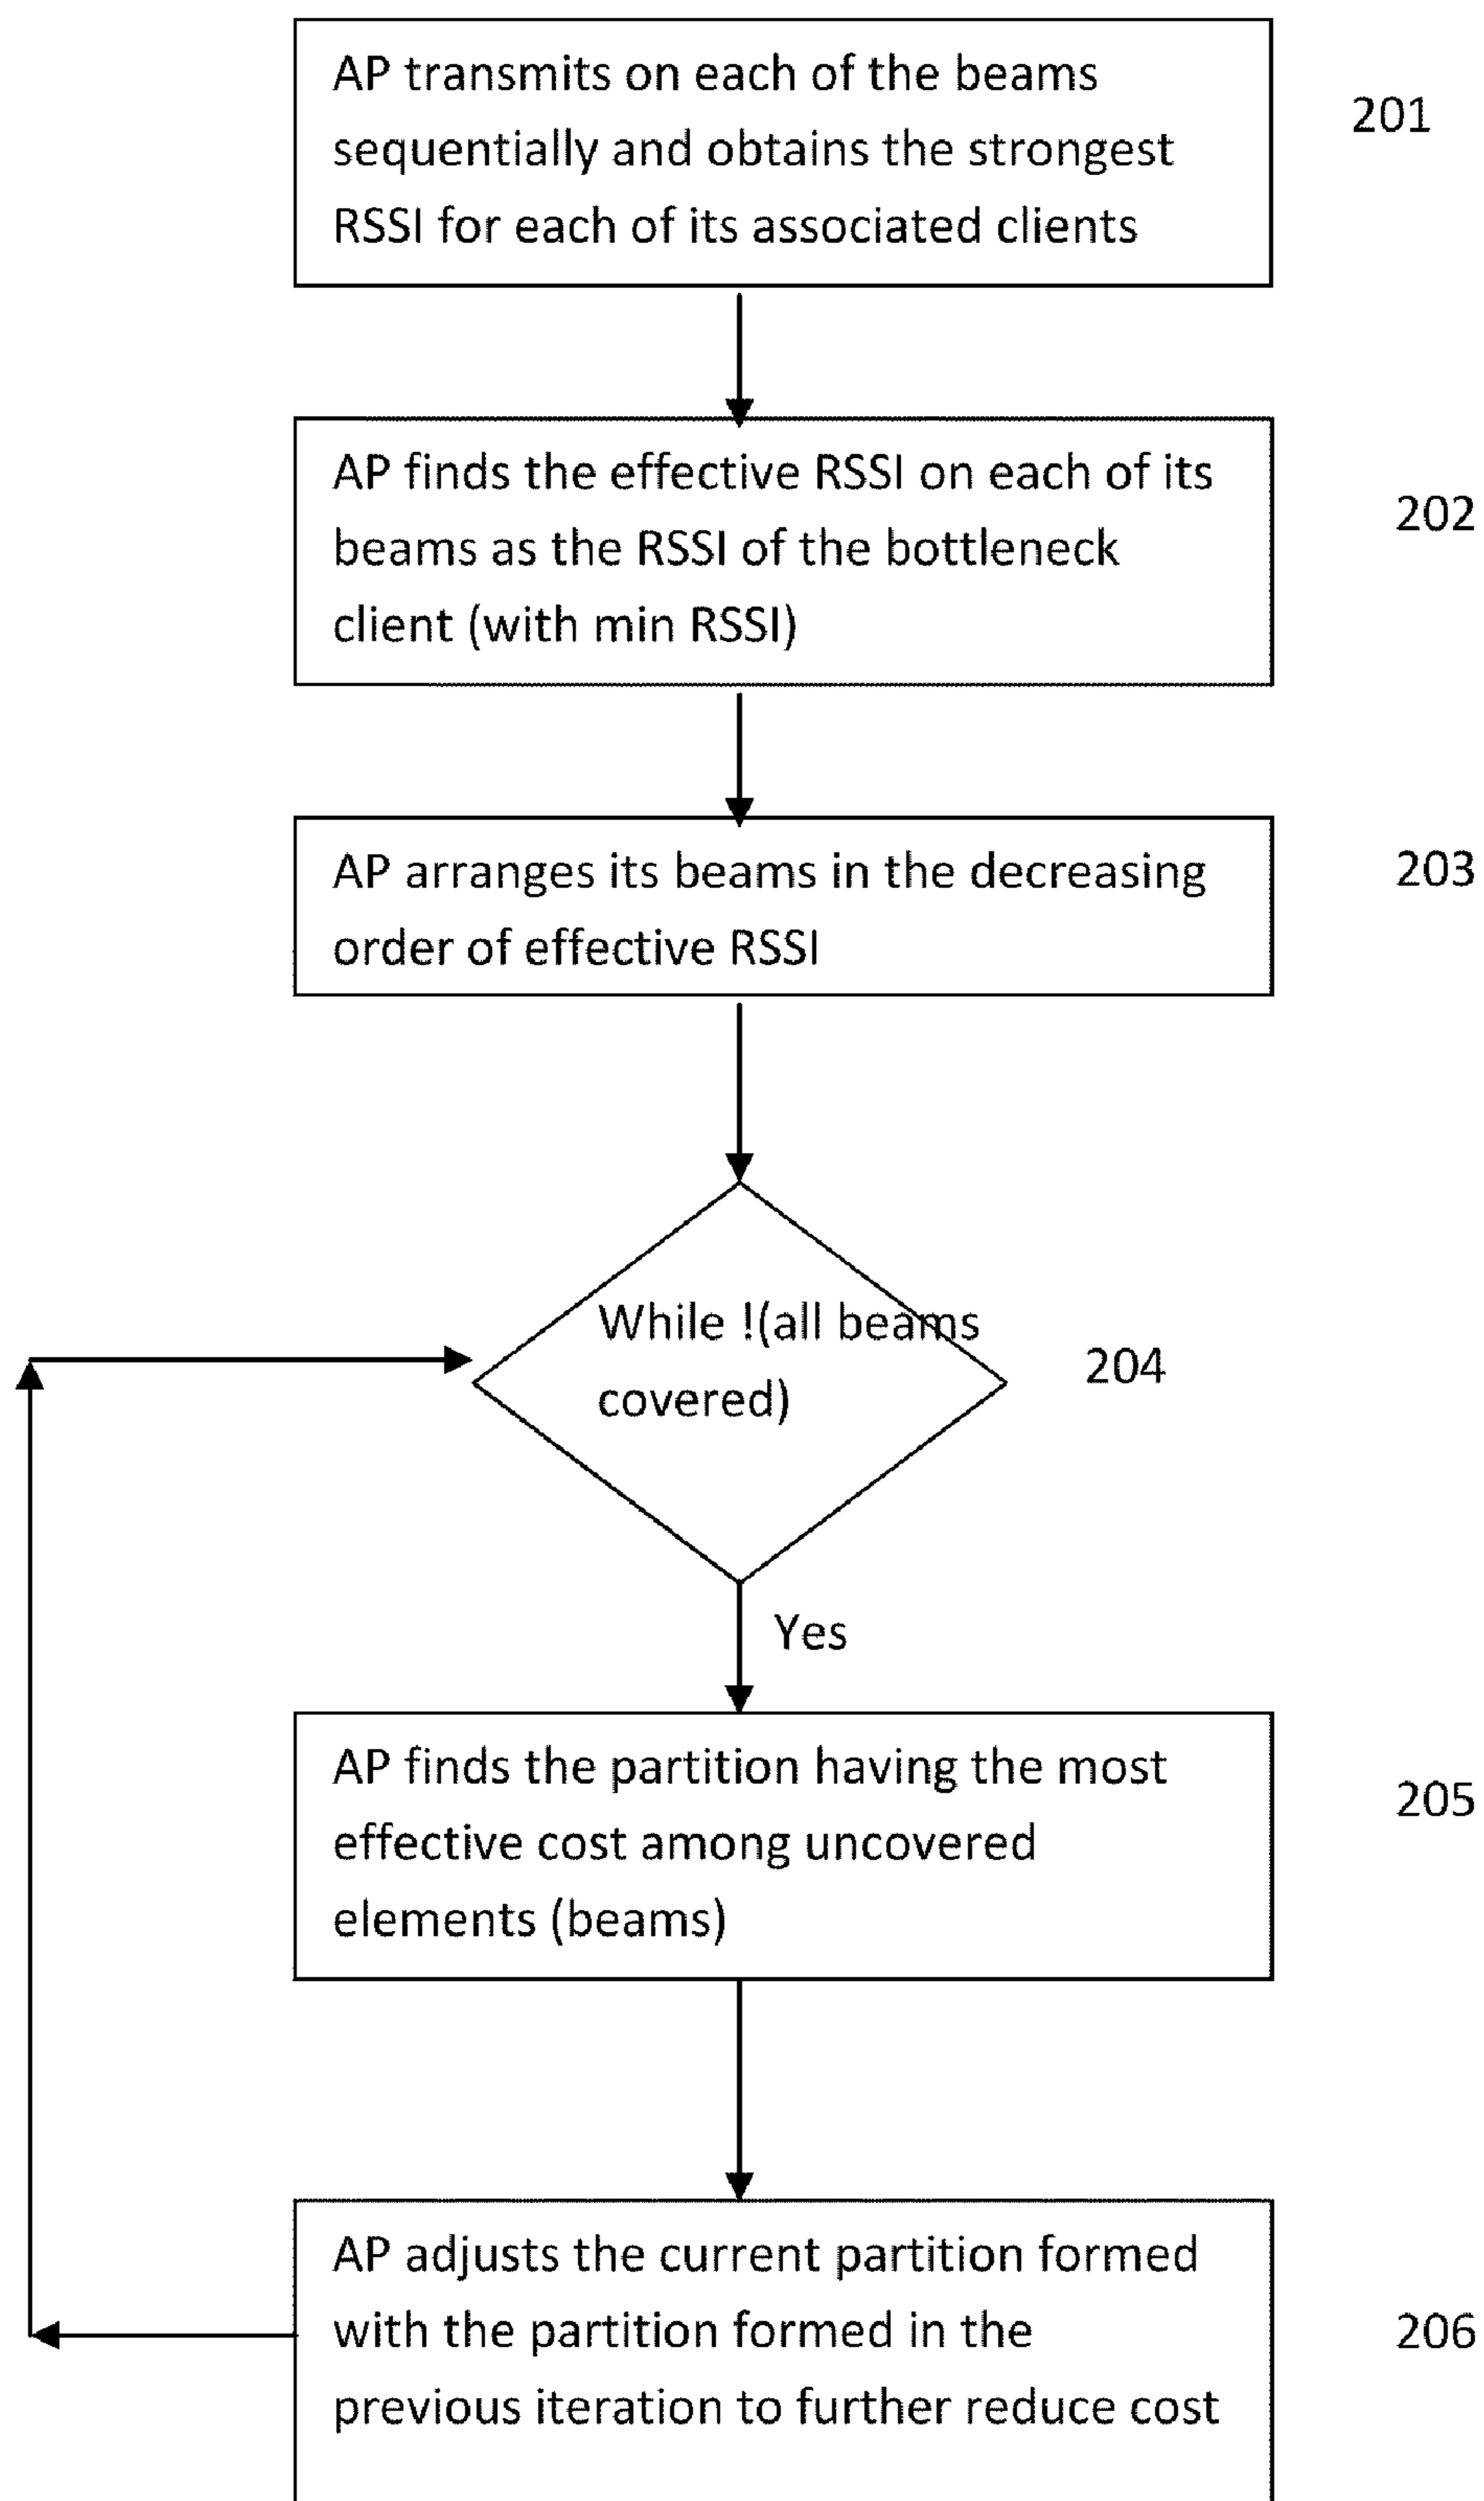 AP transmits on each of the beams
sequentially and obtains the strongest
RSSI for each of its associated clients
201
AP finds the effective RSSI on each of its
beams as the RSSI of the bottleneck
client (with min RSSI)
202
AP arranges its beams in the decreasing
order of effective RSSI
203
While !(all beams
covered)
204
Yes
AP finds the partition having the most
effective cost among uncovered
elements (beams)
205
AP adjusts the current partition formed
with the partition formed in the
previous iteration to further reduce cost
206